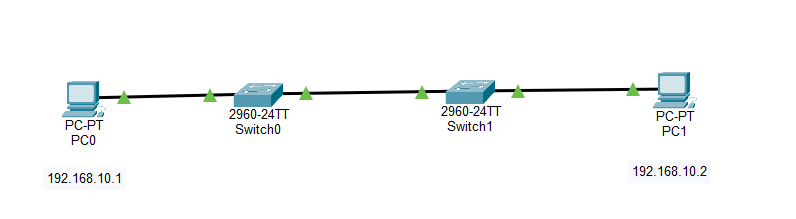 PC-PT
PC0
192.168.10.1
2960-24TT
Switch0
2960-24TT
Switch1
PC-PT
PC1
192.168.10.2